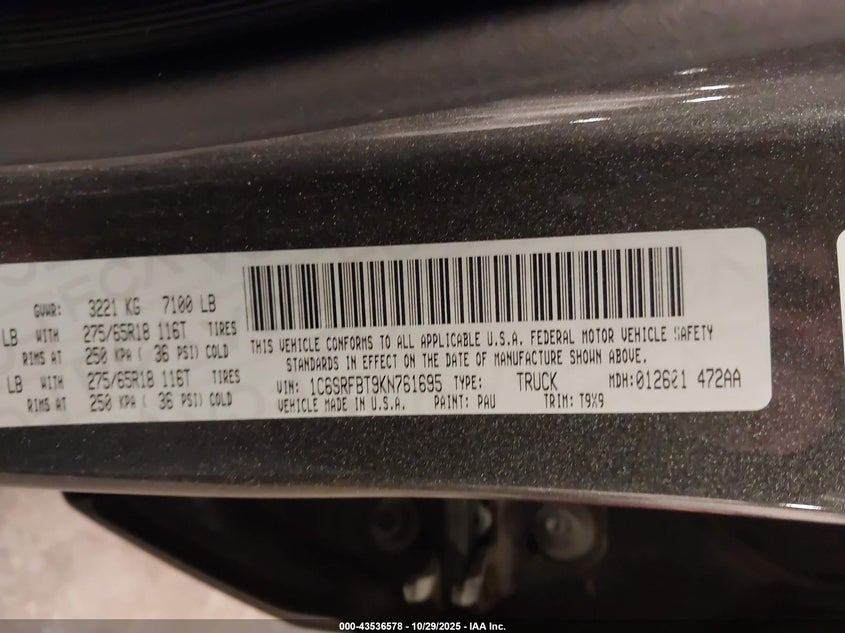 GVWR: 3221 KG 7100 LB
LB WITH 275/65R18 116T TIRES
RIMS AT 250 KPA ( 36 PSI) COLD
LB WITH 275/65R18 116T TIRES
RIMS AT 250 KPA ( 36 PSI) COLD
THIS VEHICLE CONFORMS TO ALL APPLICABLE U.S.A. FEDERAL MOTOR VEHICLE SAFETY
STANDARDS IN EFFECT ON THE DATE OF MANUFACTURE SHOWN ABOVE.
VIN: 1C6SRFBT9KN761695 TYPE: TRUCK MDH:012601 472AA
VEHICLE MADE IN U.S.A. PAINT: PAU TRIM: T9X9
000-43536578 - 10/29/2025 - IAA Inc.